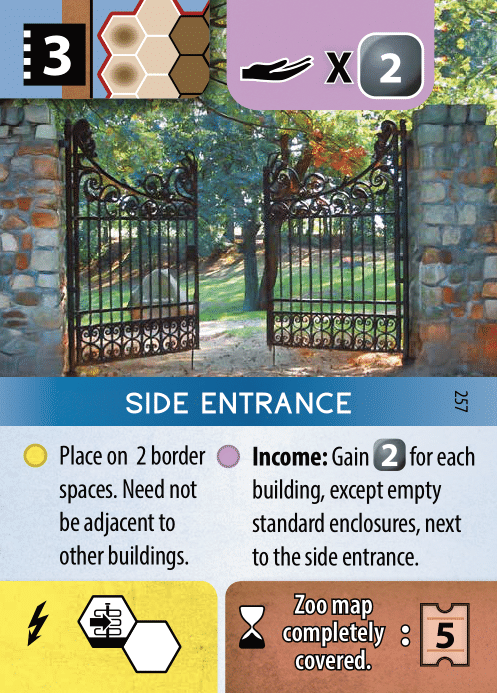 3
X 2
SIDE ENTRANCE
257
Place on 2 border
spaces. Need not
be adjacent to
other buildings.
Income: Gain 2 for each
building, except empty
standard enclosures, next
to the side entrance.
Zoo map
completely
covered.
: 5